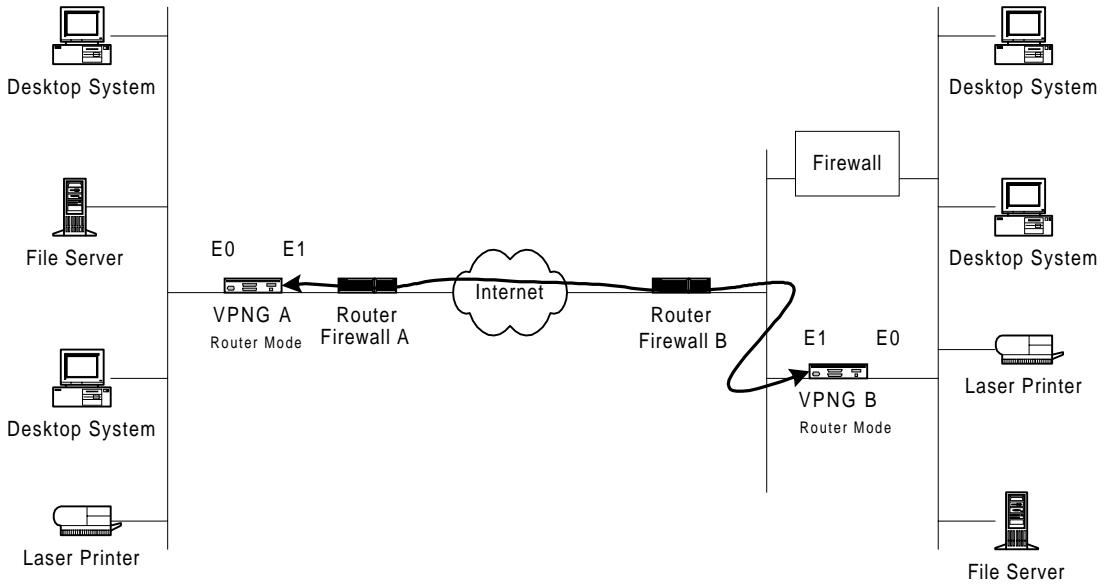 Desktop System
Desktop System
Firewall
File Server
Desktop System
E0 E1
Internet
VPNG A
Router Mode
Router
Firewall A
Router
Firewall B
E1 E0
VPNG B
Router Mode
Laser Printer
Desktop System
Laser Printer
File Server